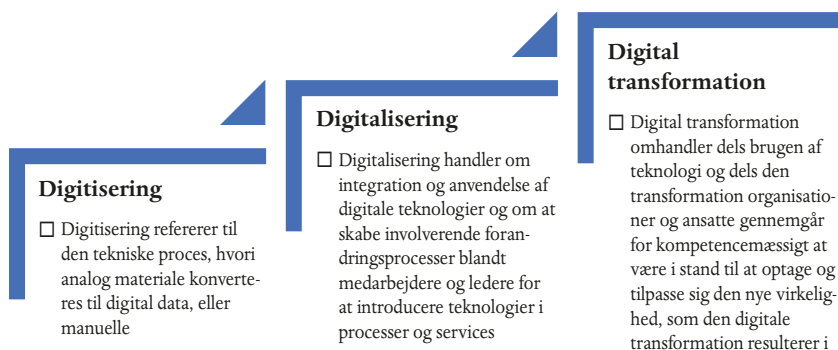 Digitisering
☐ Digitisering refererer til
den tekniske proces, hvori
analog materiale konverte-
res til digital data, eller
manuelle
Digitalisering
☐ Digitalisering handler om
integration og anvendelse af
digitale teknologier og om at
skabe involverende foran-
dringsprocesser blandt
medarbejdere og ledere for
at introducere teknologier i
processer og services
Digital
transformation
☐ Digital transformation
omhandler dels brugen af
teknologi og dels den
transformation organisatio-
ner og ansatte gennemgår
for kompetencemæssigt at
være i stand til at optage og
tilpasse sig den nye virkelig-
hed, som den digitale
transformation resulterer i